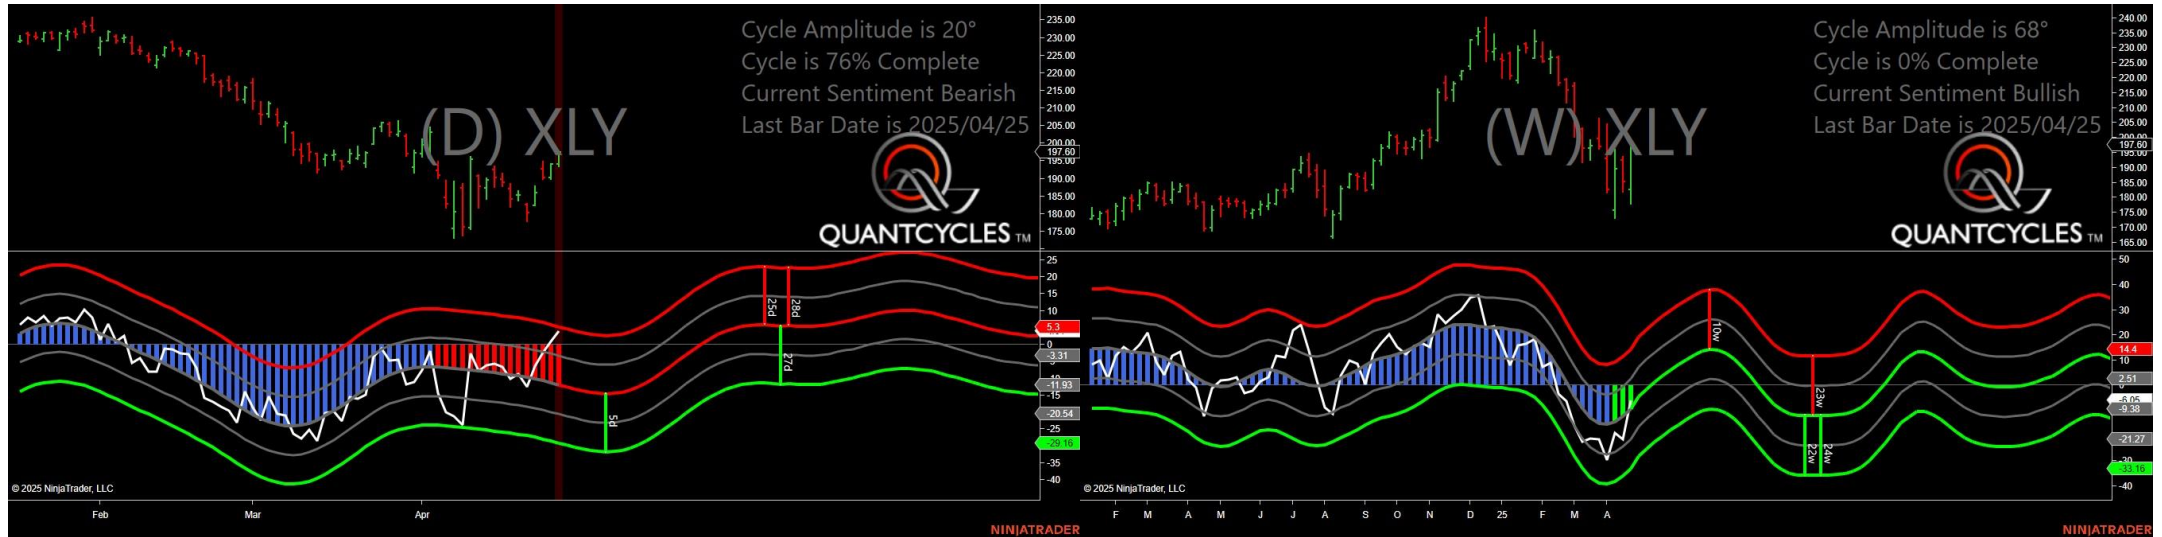 Cycle Amplitude is 20°
Cycle is 76% Complete
Current Sentiment Bearish
Last Bar Date is 2025/04/25
(D) XLY
QUANTCYCLES TM
235.00
230.00
225.00
220.00
215.00
210.00
205.00
200.00
197.60
195.00
190.00
185.00
180.00
175.00
25
20
15
10
5.3
0
-3.31
-11.93
-15
-20.54
-25
-29.16
-35
-40
25d
28d
27d
5d
© 2025 NinjaTrader, LLC
Feb
Mar
Apr
NINJATRADER
Cycle Amplitude is 68°
Cycle is 0% Complete
Current Sentiment Bullish
Last Bar Date is 2025/04/25
(W) XLY
QUANTCYCLES TM
240.00
235.00
230.00
225.00
220.00
215.00
210.00
205.00
200.00
197.60
195.00
190.00
185.00
180.00
175.00
170.00
165.00
50
40
30
20
14.4
10
2.51
0
-6.05
-9.38
-21.27
-30
-33.16
-40
10w
23w
22w
24w
© 2025 NinjaTrader, LLC
F
M
A
M
J
J
A
S
O
N
D
25
F
M
A
NINJATRADER